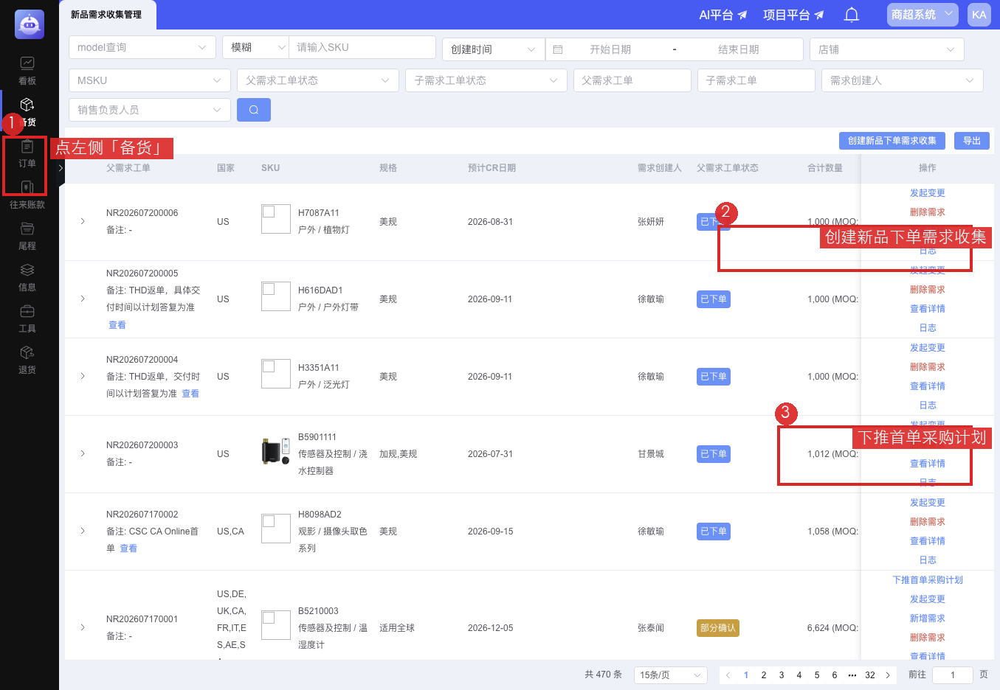 新品需求收集管理
AI平台
项目平台
商超系统
KA
看板
备货
订单
往来账款
尾程
信息
工具
退货
1
点左侧「备货」
model查询
模糊
请输入SKU
创建时间
开始日期
-
结束日期
店铺
MSKU
父需求工单状态
子需求工单状态
父需求工单
子需求工单
需求创建人
销售负责人员
创建新品下单需求收集
导出
父需求工单
国家
SKU
规格
预计CR日期
需求创建人
父需求工单状态
合计数量
操作
NR202607200006
备注: -
US
H7087A11
户外 / 植物灯
美规
2026-08-31
张妍妍
已下单
1,000 (MOQ:
发起变更
删除需求
日志
2
创建新品下单需求收集
NR202607200005
备注: THD返单，具体交
付时间以计划答复为准
查看
US
H616DAD1
户外 / 户外灯带
美规
2026-09-11
徐敏瑜
已下单
1,000 (MOQ:
发起变更
删除需求
查看详情
日志
NR202607200004
备注: THD返单，交付时
间以计划答复为准 查看
US
H3351A11
户外 / 泛光灯
美规
2026-09-11
徐敏瑜
已下单
1,000 (MOQ:
发起变更
删除需求
查看详情
日志
3
下推首单采购计划
NR202607200003
备注: -
US
B5901111
传感器及控制 / 浇
水控制器
加规,美规
2026-07-31
甘景城
已下单
1,012 (MOQ:
发起变更
查看详情
日志
NR202607170002
备注: CSC CA Online首
单 查看
US,CA
H8098AD2
观影 / 摄像头取色
系列
美规
2026-09-15
徐敏瑜
已下单
1,058 (MOQ:
发起变更
删除需求
查看详情
日志
NR202607170001
备注: -
US,DE,
UK,CA,
FR,IT,E
S,AE,S
B5210003
传感器及控制 / 温
湿度计
适用全球
2026-12-05
张泰闻
部分确认
6,624 (MOQ:
下推首单采购计划
发起变更
新增需求
删除需求
查看详情
共 470 条
15条/页
1
2
3
4
5
6
32
前往
1
页